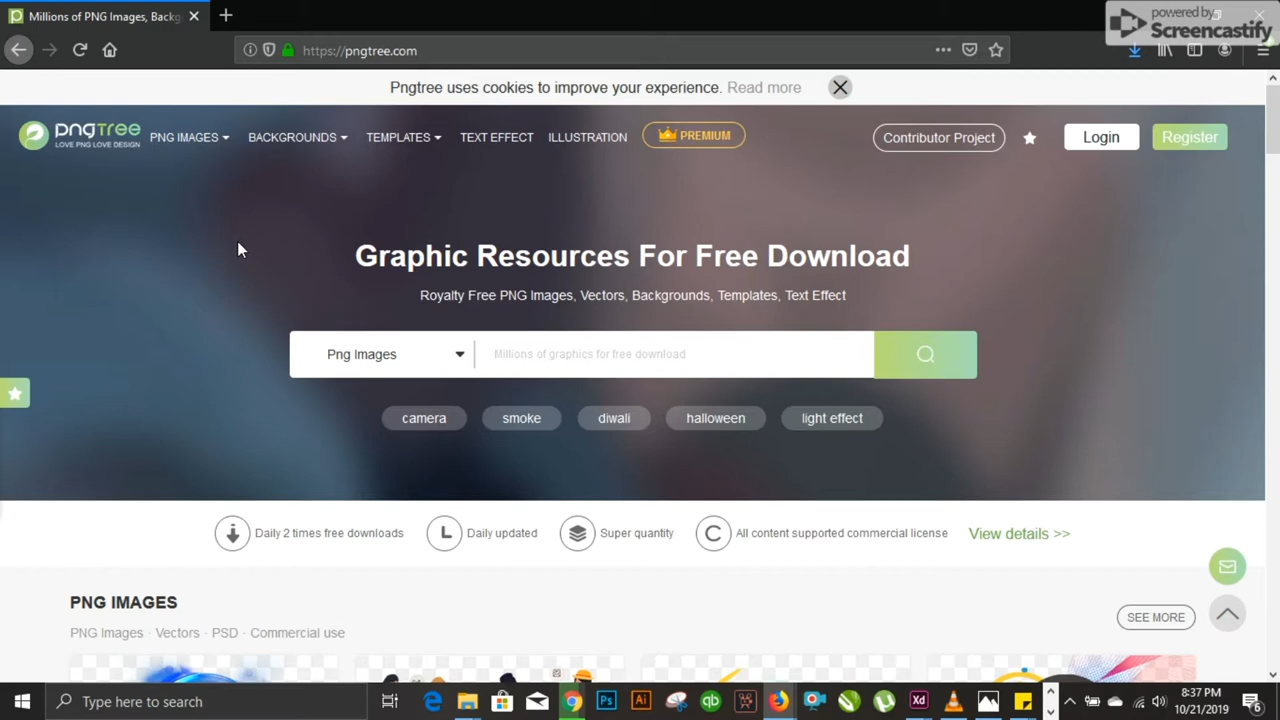 Millions of PNG Images, Backg
powered by
Screencastify
https://pngtree.com
Pngtree uses cookies to improve your experience. Read more
pngtree
LOVE PNG LOVE DESIGN
PNG IMAGES
BACKGROUNDS
TEMPLATES
TEXT EFFECT
ILLUSTRATION
PREMIUM
Contributor Project
Login
Register
Graphic Resources For Free Download
Royalty Free PNG Images, Vectors, Backgrounds, Templates, Text Effect
Png Images
Millions of graphics for free download
camera
smoke
diwali
halloween
light effect
Daily 2 times free downloads
Daily updated
Super quantity
All content supported commercial license
View details >>
PNG IMAGES
SEE MORE
PNG Images · Vectors · PSD · Commercial use
Type here to search
Ps
Ai
qb
Xd
8:37 PM
10/21/2019
6